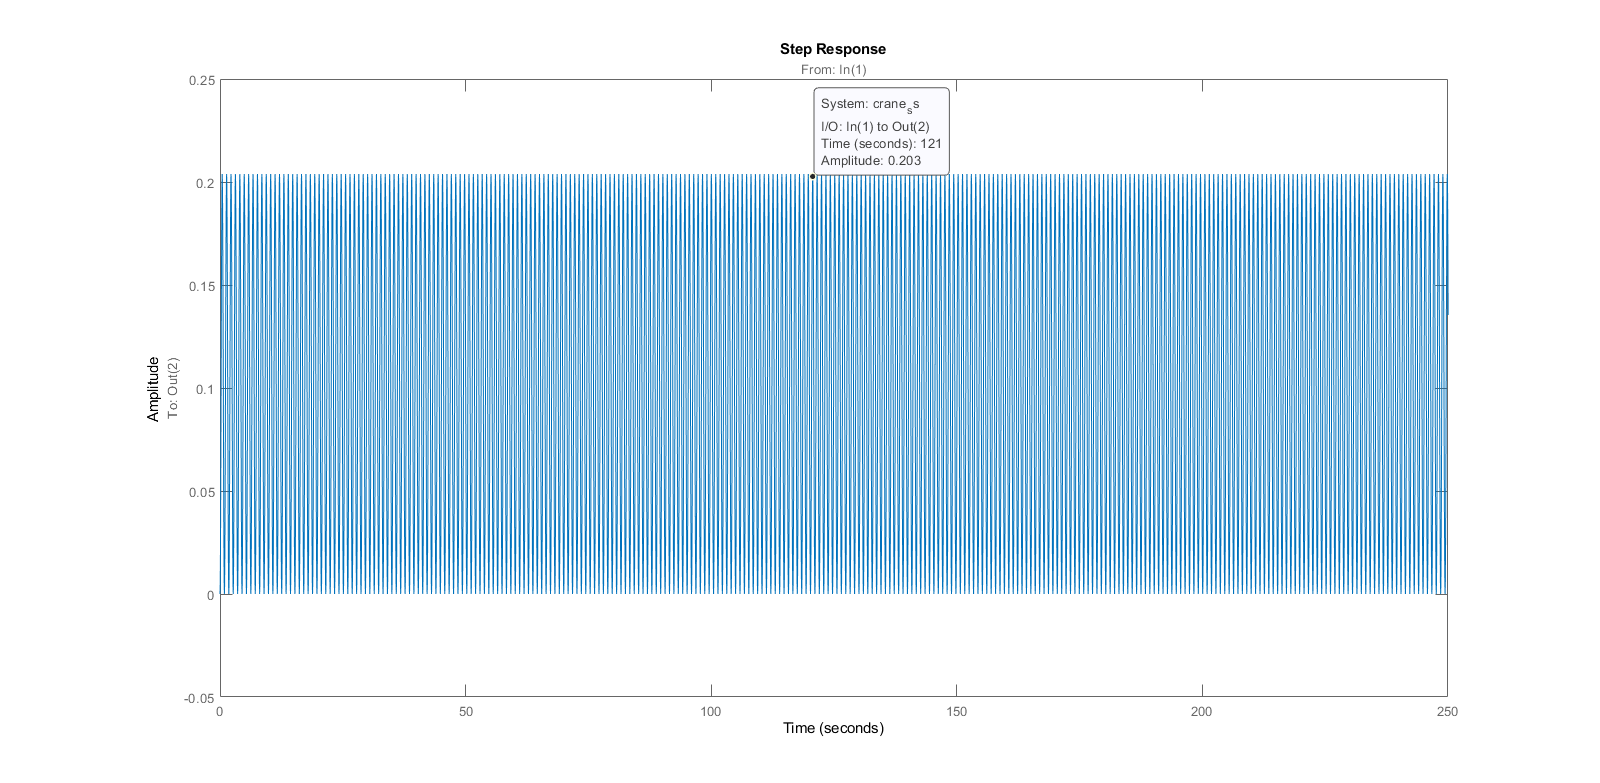 Step Response
From: In(1)
System: crane_ss
I/O: In(1) to Out(2)
Time (seconds): 121
Amplitude: 0.203
0.25
0.2
0.15
0.1
0.05
0
-0.05
Amplitude
To: Out(2)
0
50
100
150
200
250
Time (seconds)